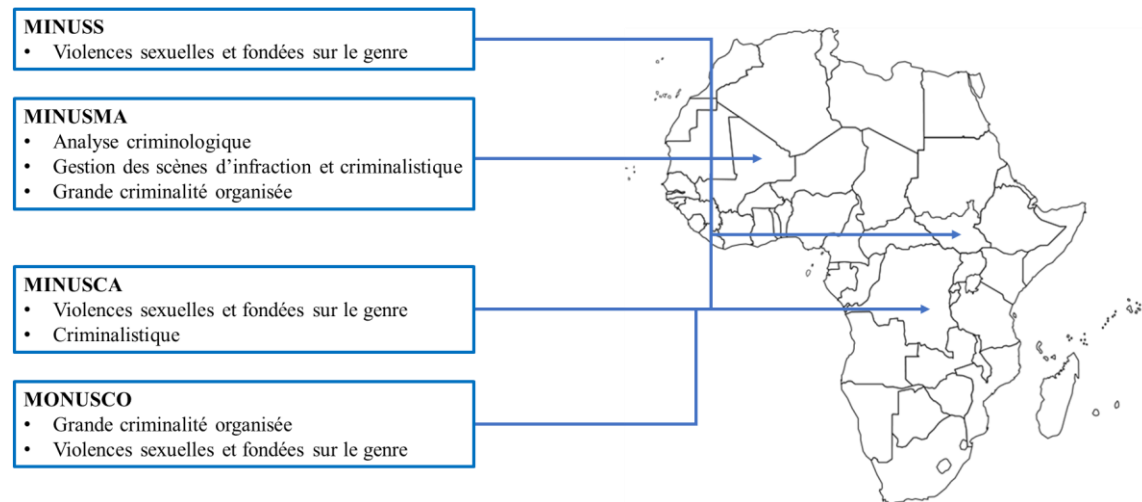 MINUSS
• Violences sexuelles et fondées sur le genre
MINUSMA
• Analyse criminologique
• Gestion des scènes d'infraction et criminalistique
• Grande criminalité organisée
MINUSCA
• Violences sexuelles et fondées sur le genre
• Criminalistique
MONUSCO
• Grande criminalité organisée
• Violences sexuelles et fondées sur le genre